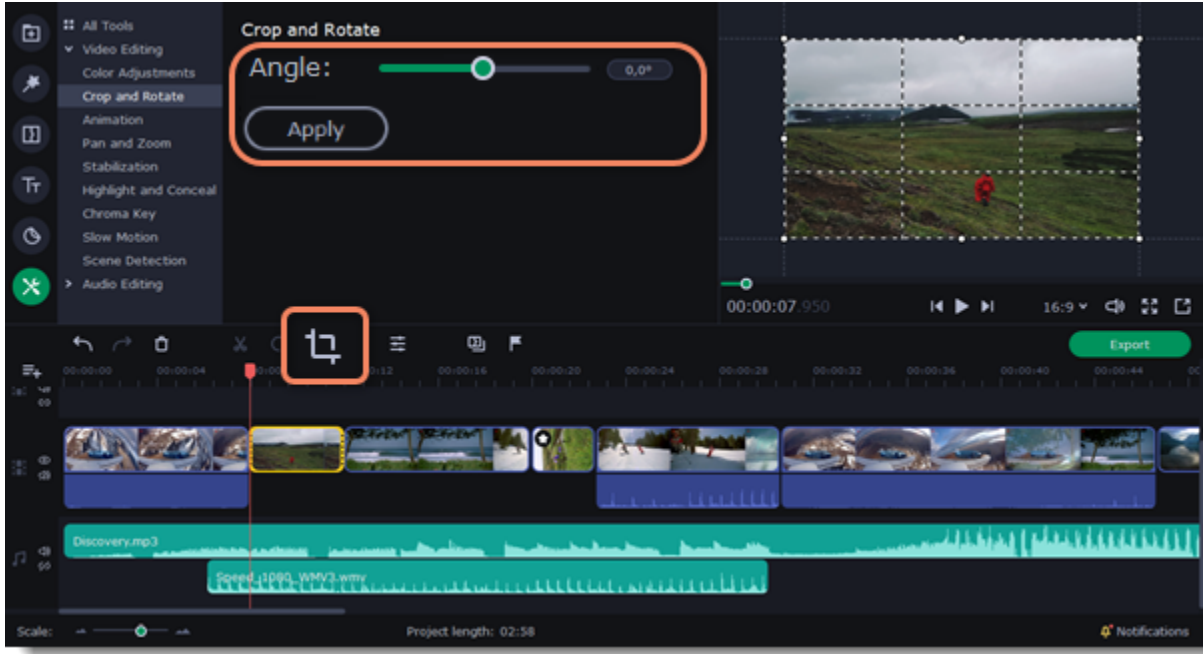 All Tools
Video Editing
Color Adjustments
Crop and Rotate
Animation
Pan and Zoom
Stabilization
Highlight and Conceal
Chroma Key
Slow Motion
Scene Detection
Audio Editing
Crop and Rotate
Angle:
0,0°
Apply
00:00:07.950
16:9
Export
00:00:00 00:00:04 00:00:16 00:00:20 00:00:24 00:00:28 00:00:32 00:00:36 00:00:40 00:00:44
Discovery.mp3
Speed_1080_WMV3.wmv
Scale:
Project length: 02:58
Notifications